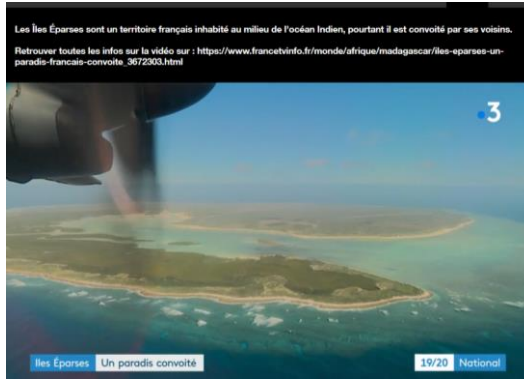 Les Îles Éparses sont un territoire français inhabité au milieu de l'océan Indien, pourtant il est convoité par ses voisins.
Retrouver toutes les infos sur la vidéo sur : https://www.francetvinfo.fr/monde/afrique/madagascar/iles-eparses-un-
paradis-francais-convoite_3672303.html
3
Iles Éparses Un paradis convoité 19/20 National